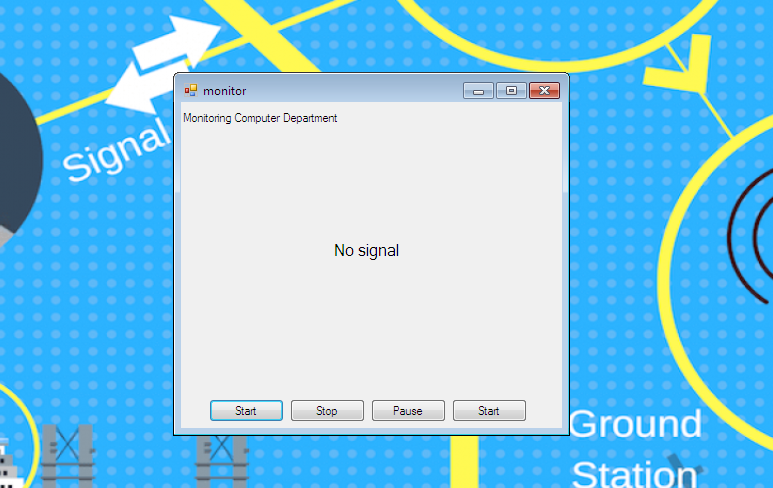 Signal
monitor
Monitoring Computer Department
No signal
Start Stop Pause Start
Ground
Station